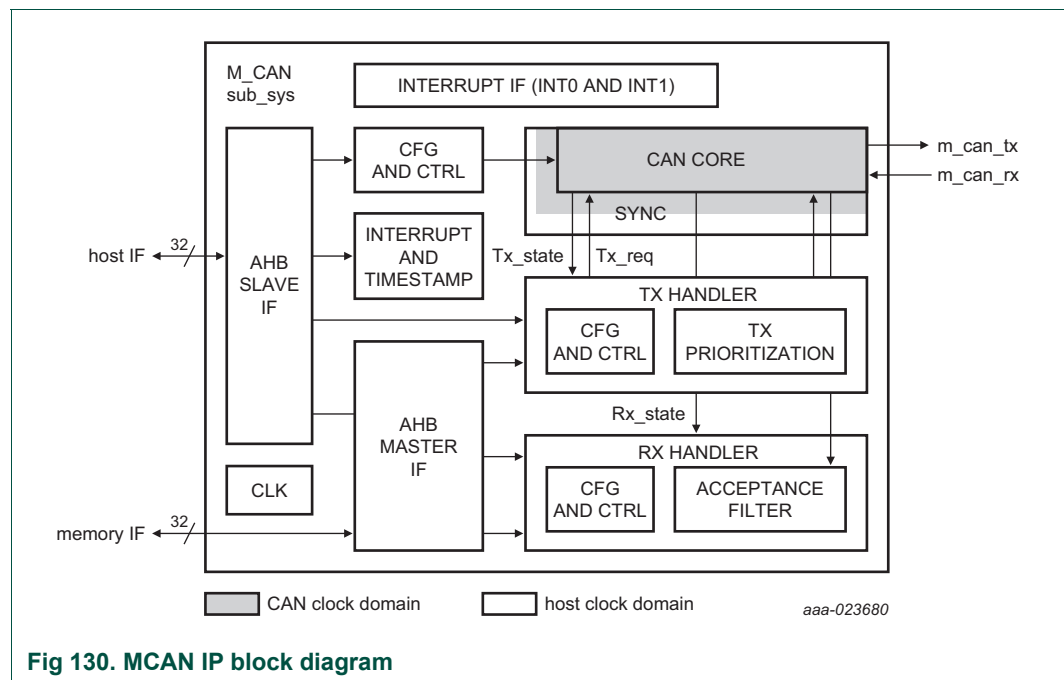 M_CAN
sub_sys
INTERRUPT IF (INT0 AND INT1)
CFG
AND CTRL
CAN CORE
m_can_tx
m_can_rx
SYNC
host IF
32
AHB
SLAVE
IF
INTERRUPT
AND
TIMESTAMP
Tx_state
Tx_req
TX HANDLER
CFG
AND CTRL
TX
PRIORITIZATION
AHB
MASTER
IF
Rx_state
RX HANDLER
CFG
AND CTRL
ACCEPTANCE
FILTER
CLK
memory IF
32
CAN clock domain
host clock domain
aaa-023680
Fig 130. MCAN IP block diagram